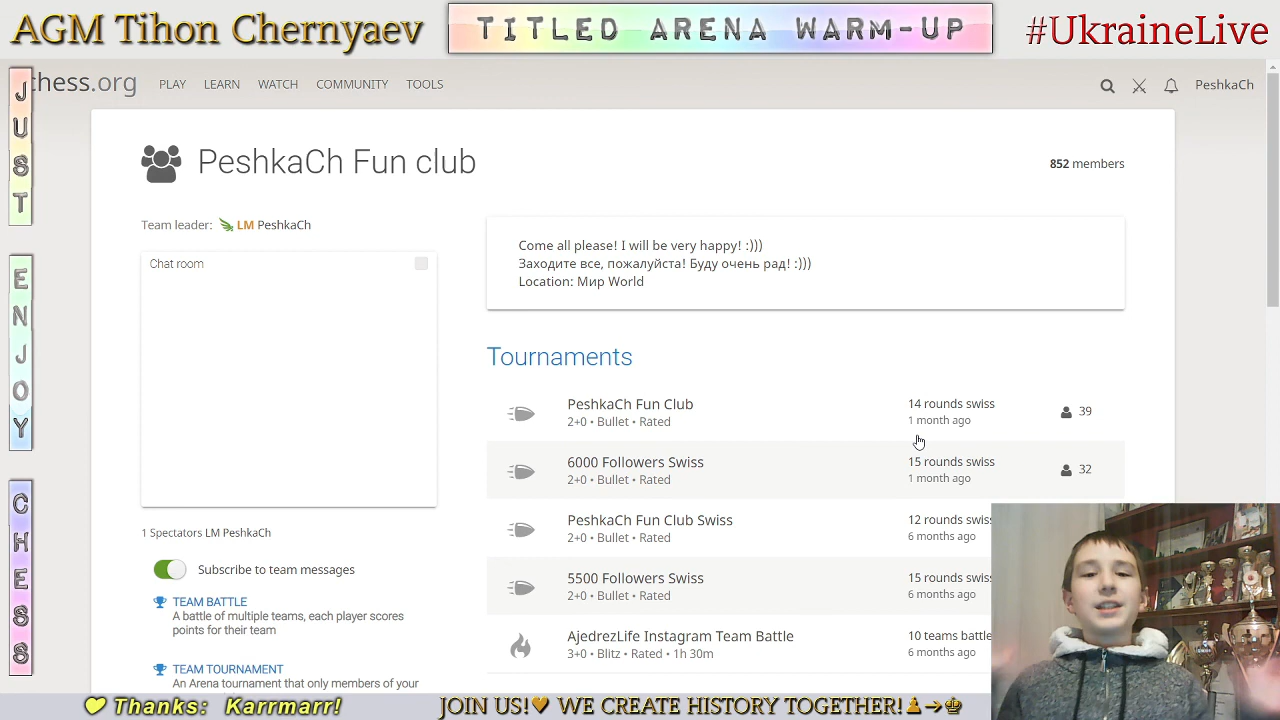 AGM Tihon Chernyaev
TITLED ARENA WARM-UP
#UkraineLive
JUST
ENJOY
CHESS
chess.org
PLAY LEARN WATCH COMMUNITY TOOLS
PeshkaCh
PeshkaCh Fun club
852 members
Team leader: LM PeshkaCh
Chat room
Come all please! I will be very happy! :)))
Заходите все, пожалуйста! Буду очень рад! :)))
Location: Мир World
Tournaments
PeshkaCh Fun Club
2+0 • Bullet • Rated
14 rounds swiss
1 month ago
39
6000 Followers Swiss
2+0 • Bullet • Rated
15 rounds swiss
1 month ago
32
PeshkaCh Fun Club Swiss
2+0 • Bullet • Rated
12 rounds swiss
6 months ago
5500 Followers Swiss
2+0 • Bullet • Rated
15 rounds swiss
6 months ago
AjedrezLife Instagram Team Battle
3+0 • Blitz • Rated • 1h 30m
10 teams battle
6 months ago
1 Spectators LM PeshkaCh
Subscribe to team messages
TEAM BATTLE
A battle of multiple teams, each player scores
points for their team
TEAM TOURNAMENT
An Arena tournament that only members of your
Thanks: Karrmarr!
JOIN US!🧡 WE CREATE HISTORY TOGETHER!♟→♚